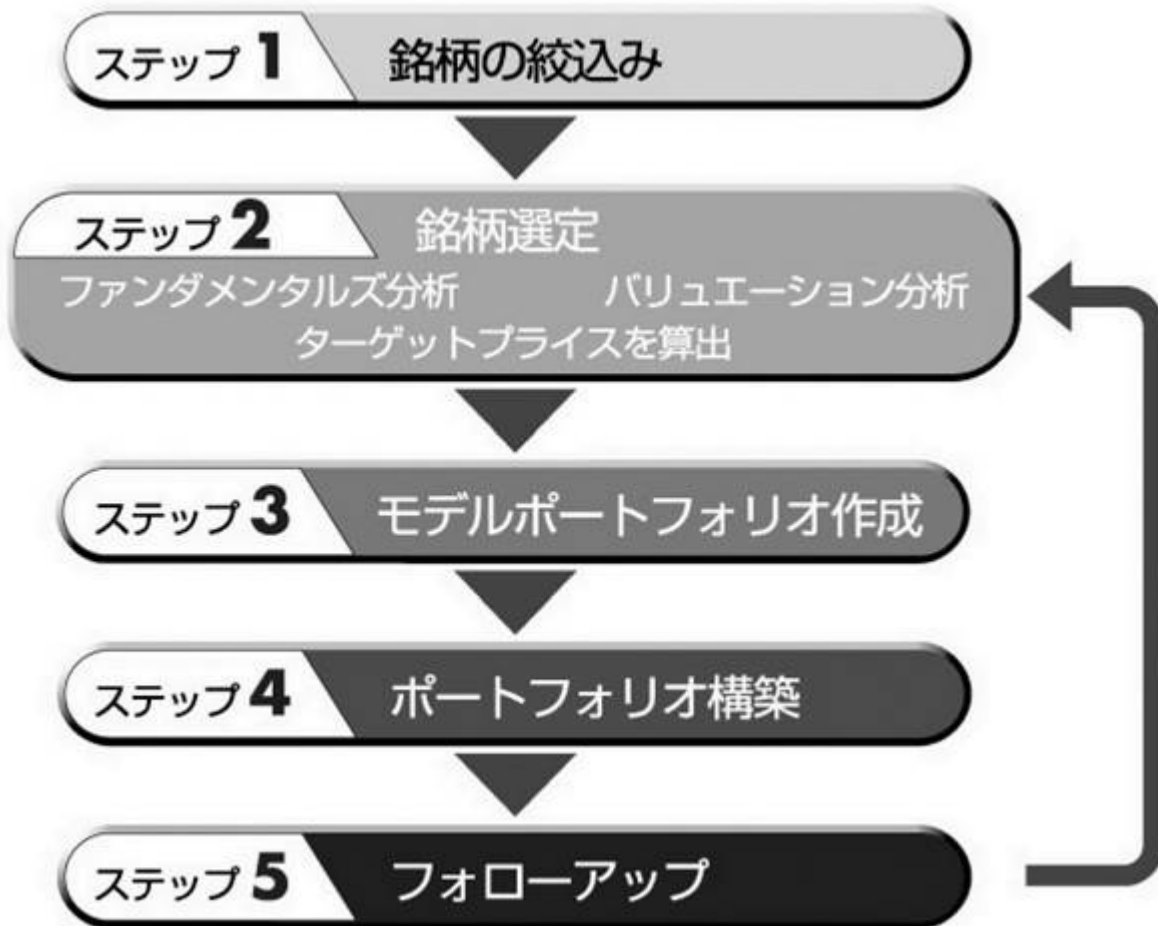 ステップ 1 銘柄の絞込み
ステップ 2 銘柄選定
ファンダメンタルズ分析 バリュエーション分析
ターゲットプライスを算出
ステップ 3 モデルポートフォリオ作成
ステップ 4 ポートフォリオ構築
ステップ 5 フォローアップ